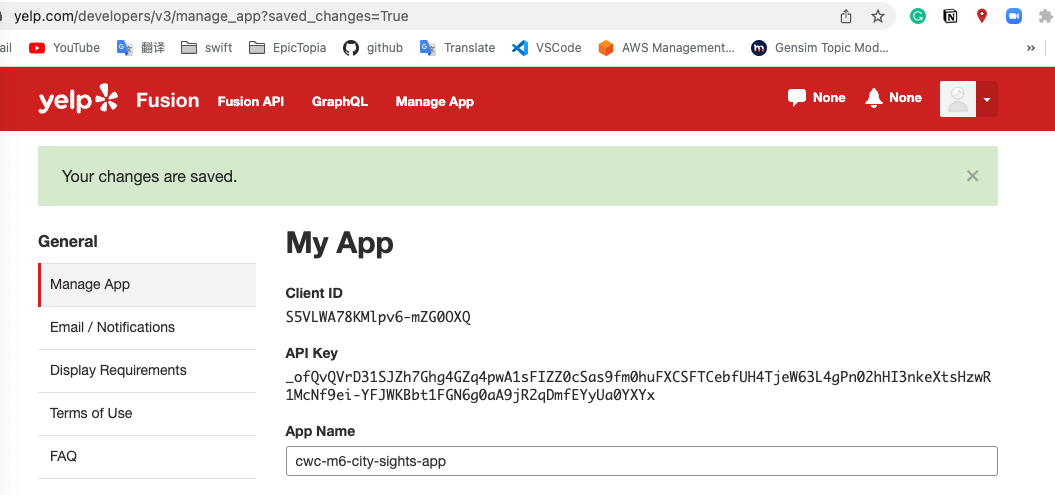 yelp.com/developers/v3/manage_app?saved_changes=True
ail YouTube 翻译 swift EpicTopia github Translate VSCode AWS Management... Gensim Topic Mod... »
yelp Fusion Fusion API GraphQL Manage App None None
Your changes are saved. ×
General
Manage App
Email / Notifications
Display Requirements
Terms of Use
FAQ
My App
Client ID
S5VLWA78KMlpv6-mZG0OXQ
API Key
_ofQvQVrD31SJZh7Ghg4GZq4pwA1sFIZZ0cSas9fm0huFXCSFTCebfUH4TjeW63L4gPn02hHI3nkeXtsHzwR
1McNf9ei-YFJWKBbt1FGN6g0aA9jR2qDmfEYyUa0YXYx
App Name
cwc-m6-city-sights-app